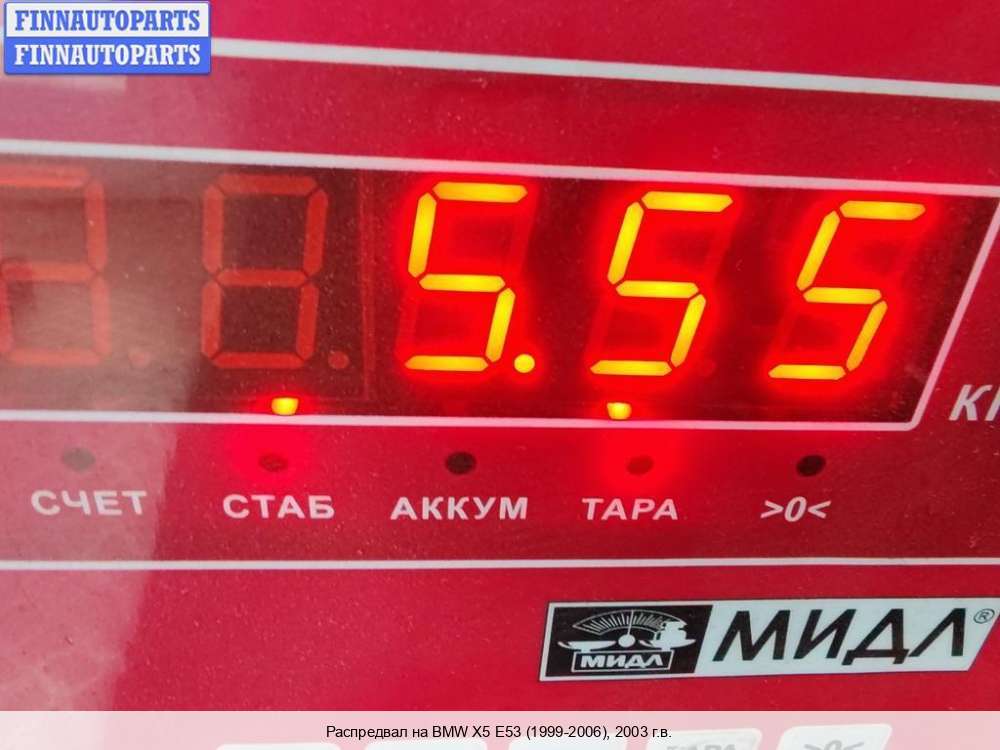 FINNAUTOPARTS
FINNAUTOPARTS
5.55
СЧЕТ СТАБ АККУМ ТАРА >0<
МИДЛ МИДЛ®
Распредвал на BMW X5 E53 (1999-2006), 2003 г.в.